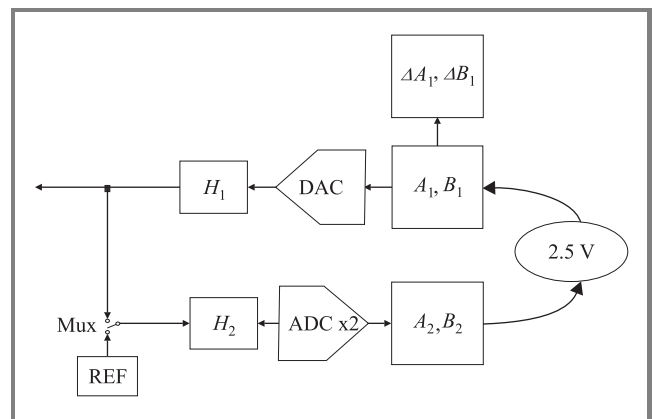 ΔA₁, ΔB₁
H₁
DAC
A₁, B₁
2.5 V
Mux
H₂
ADC x2
A₂, B₂
REF